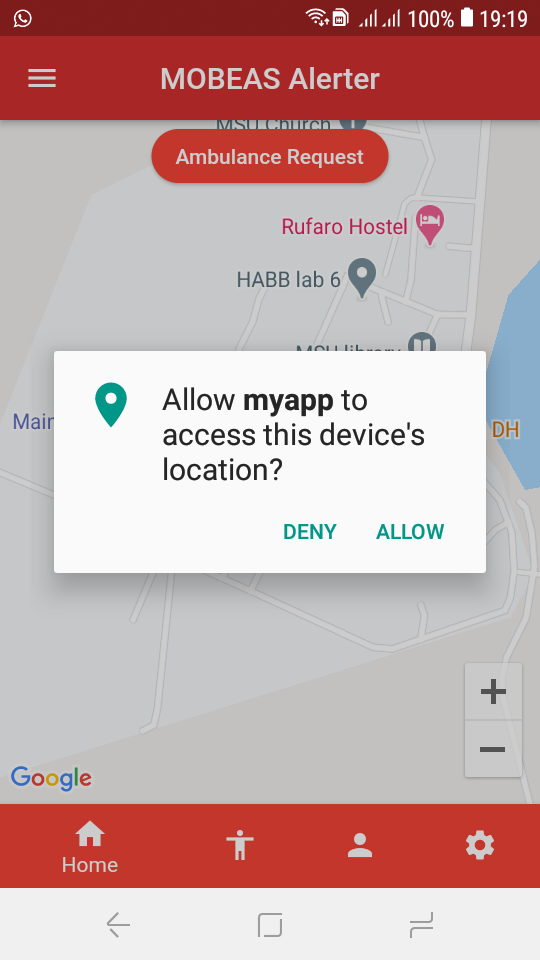 100% 19:19
MOBEAS Alerter
MSU Church
Ambulance Request
Rufaro Hostel
HABB lab 6
MSU library
Allow myapp to
access this device's
location?
Main
DH
DENY ALLOW
Google
Home